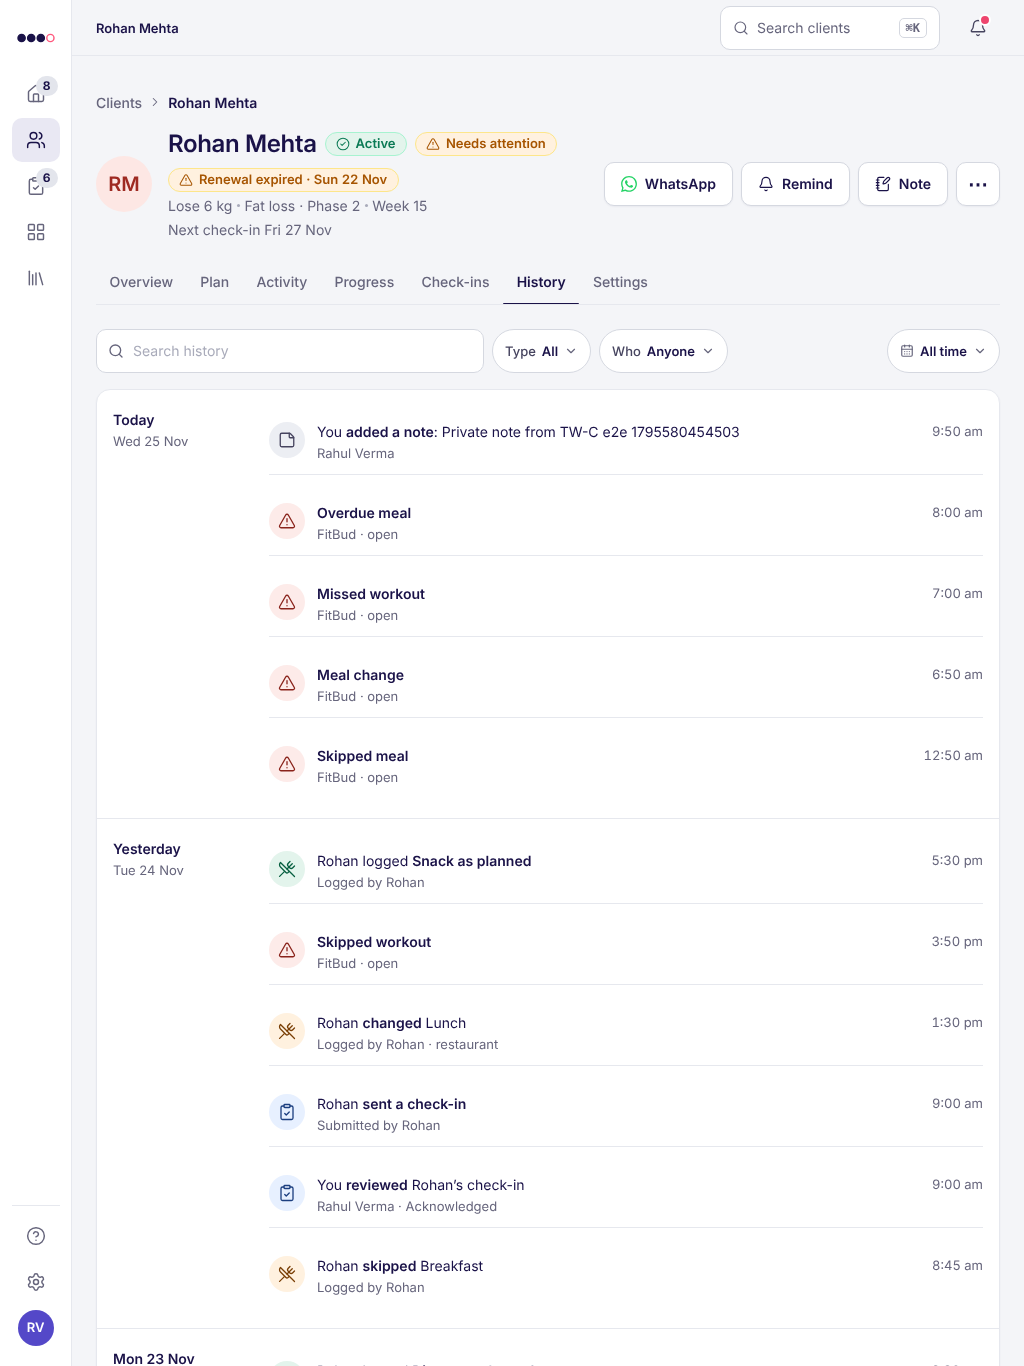 Rohan Mehta
Search clients
⌘K
8
6
Clients
Rohan Mehta
RM
Rohan Mehta
Active
Needs attention
Renewal expired · Sun 22 Nov
Lose 6 kg · Fat loss · Phase 2 · Week 15
Next check-in Fri 27 Nov
WhatsApp
Remind
Note
Overview
Plan
Activity
Progress
Check-ins
History
Settings
Search history
Type All
Who Anyone
All time
Today
Wed 25 Nov
You added a note: Private note from TW-C e2e 1795580454503
9:50 am
Rahul Verma
Overdue meal
8:00 am
FitBud · open
Missed workout
7:00 am
FitBud · open
Meal change
6:50 am
FitBud · open
Skipped meal
12:50 am
FitBud · open
Yesterday
Tue 24 Nov
Rohan logged Snack as planned
5:30 pm
Logged by Rohan
Skipped workout
3:50 pm
FitBud · open
Rohan changed Lunch
1:30 pm
Logged by Rohan · restaurant
Rohan sent a check-in
9:00 am
Submitted by Rohan
You reviewed Rohan's check-in
9:00 am
Rahul Verma · Acknowledged
Rohan skipped Breakfast
8:45 am
Logged by Rohan
RV
Mon 23 Nov